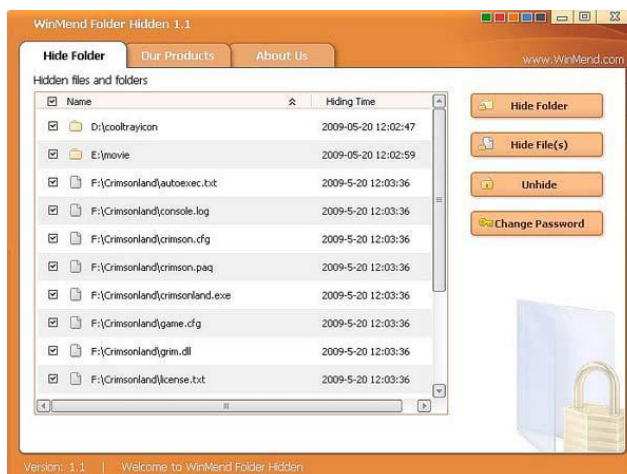 WinMend Folder Hidden 1.1
Hide Folder
Our Products
About Us
www.WinMend.com
Hidden files and folders
Name
Hiding Time
D:\cooltrayicon
2009-05-20 12:02:47
E:\movie
2009-05-20 12:02:59
F:\Crimsonland\autoexec.txt
2009-5-20 12:03:36
F:\Crimsonland\console.log
2009-5-20 12:03:36
F:\Crimsonland\crimson.cfg
2009-5-20 12:03:36
F:\Crimsonland\crimson.paq
2009-5-20 12:03:36
F:\Crimsonland\crimsonland.exe
2009-5-20 12:03:36
F:\Crimsonland\game.cfg
2009-5-20 12:03:36
F:\Crimsonland\grim.dll
2009-5-20 12:03:36
F:\Crimsonland\license.txt
2009-5-20 12:03:36
Hide Folder
Hide File(s)
Unhide
Change Password
Version: 1.1 | Welcome to WinMend Folder Hidden